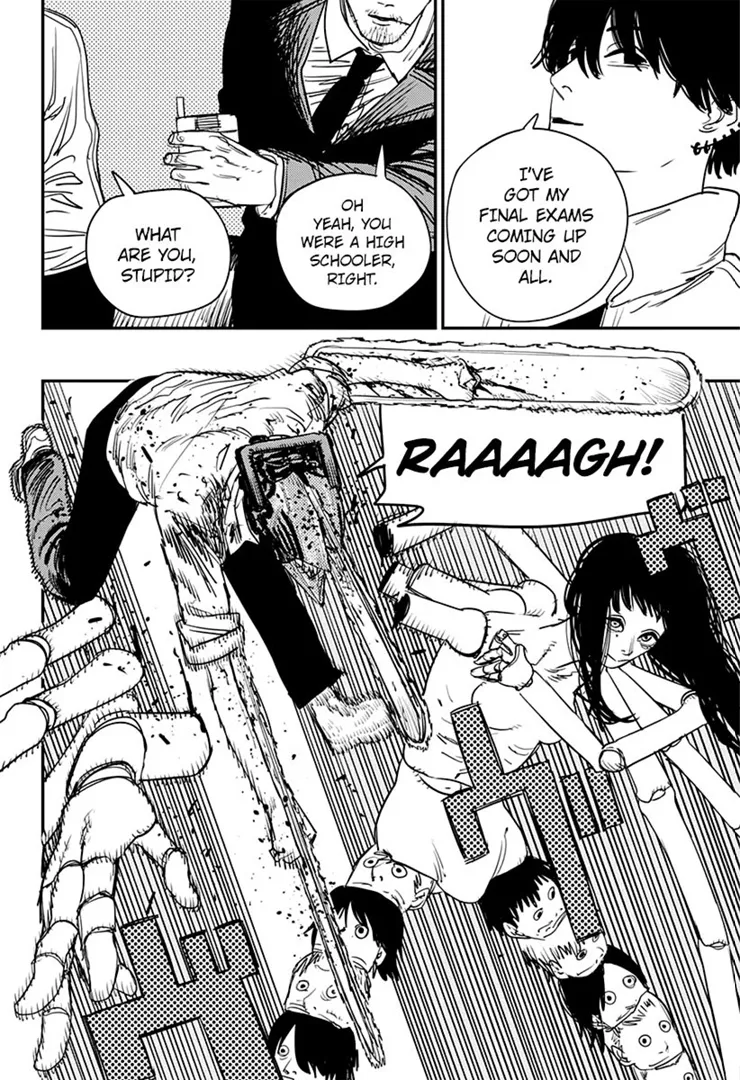 I'VE
GOT MY
FINAL EXAMS
COMING UP
SOON AND
ALL.
OH
YEAH, YOU
WERE A HIGH
SCHOOLER,
RIGHT.
WHAT
ARE YOU,
STUPID?
RAAAAGH!